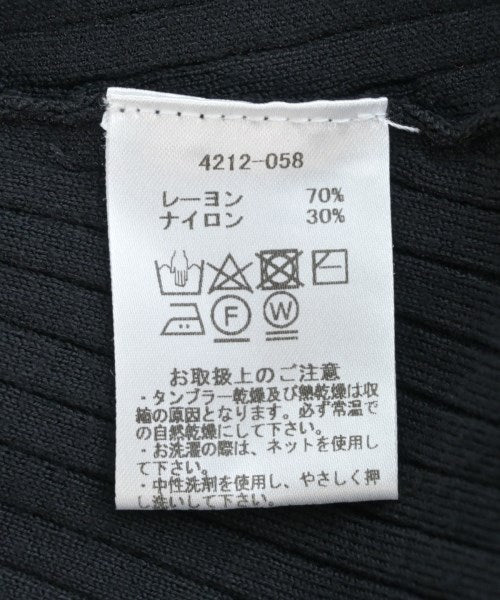 4212-058
レーヨン 70%
ナイロン 30%
F
W
お取扱上のご注意
・タンブラー乾燥及び熱乾燥は収
縮の原因となります。必ず常温で
の自然乾燥にして下さい。
・お洗濯の際は、ネットを使用し
て下さい。
・中性洗剤を使用し、やさしく押
し洗いして下さい。